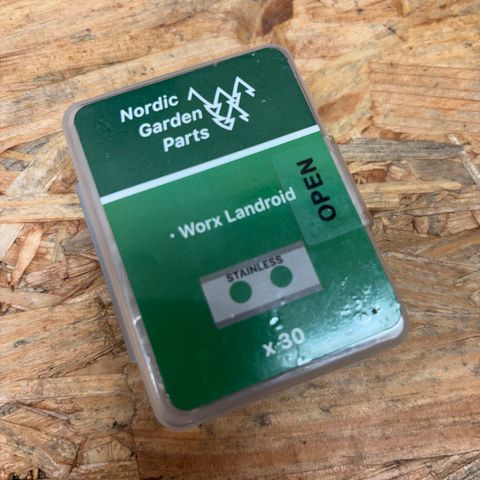 Nordic
Garden
Parts
OPEN
• Worx Landroid
STAINLESS
x 30